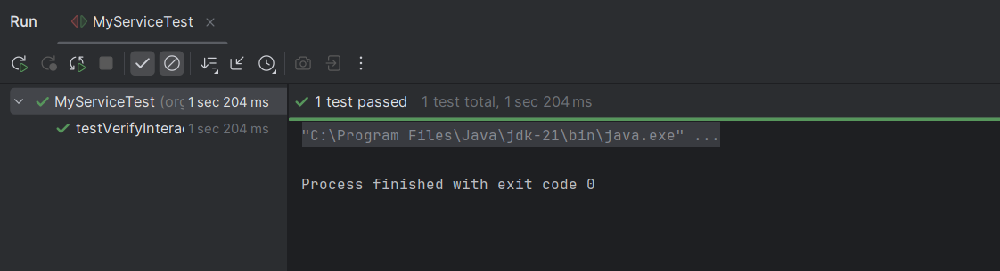 Run MyServiceTest
MyServiceTest (org 1 sec 204 ms
testVerifyInterac 1 sec 204 ms
1 test passed 1 test total, 1 sec 204 ms
"C:\Program Files\Java\jdk-21\bin\java.exe" ...
Process finished with exit code 0